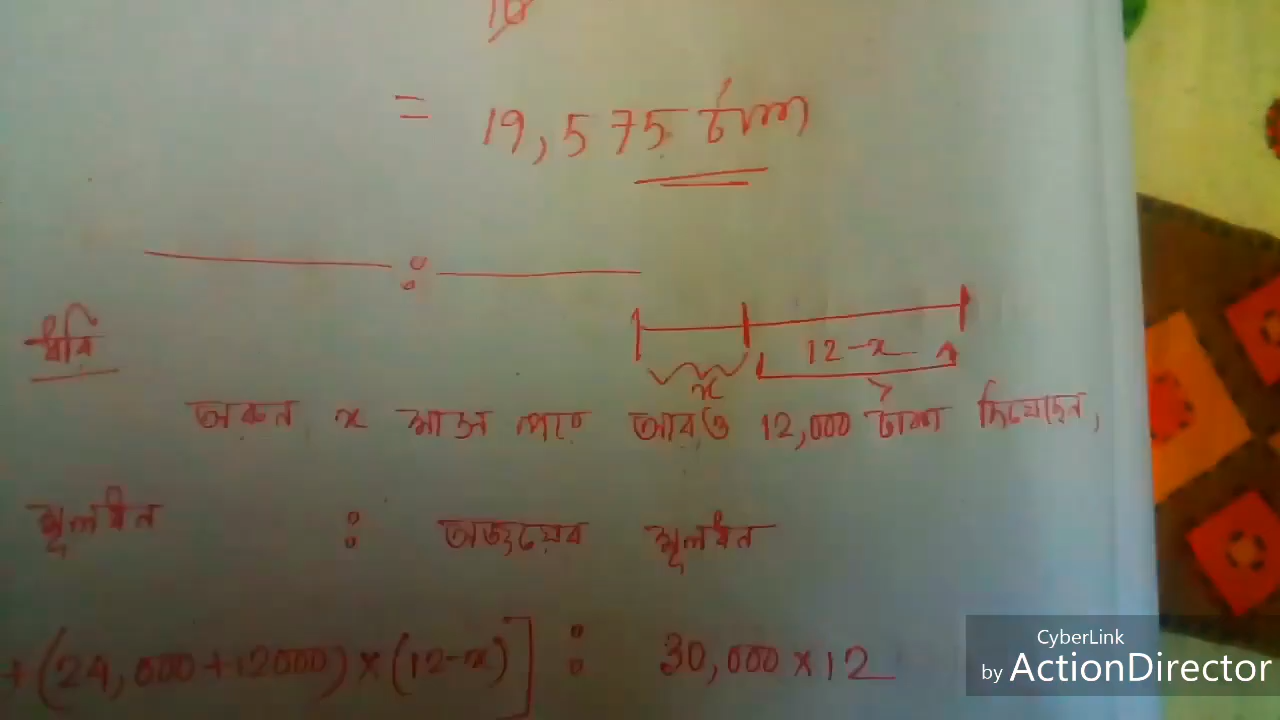 = 19,575 টাকা
:
12-x
x
ধরি
অরুন x মাস পরে আরও 12,000 টাকা দিয়েছেন,
মূলধন : অজয়ের মূলধন
+ (24,000+12000) × (12-x)] : 30,000 × 12
CyberLink
by ActionDirector